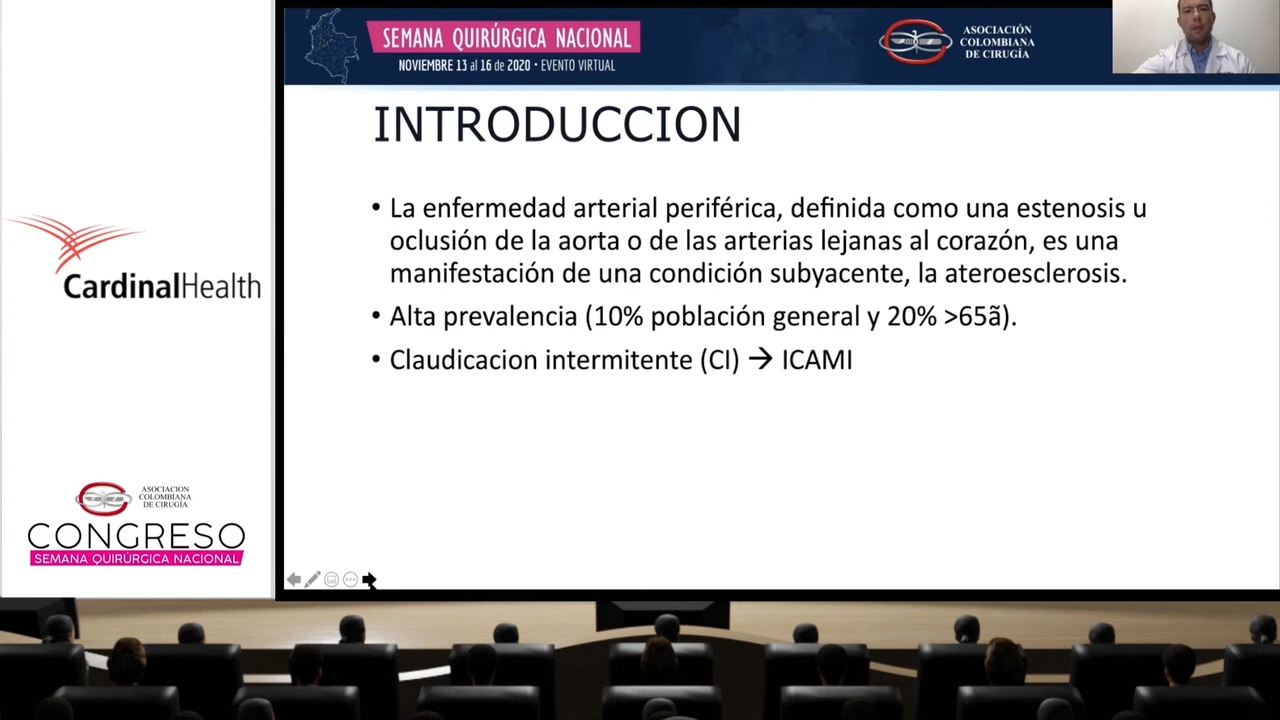 SEMANA QUIRÚRGICA NACIONAL
NOVIEMBRE 13 al 16 de 2020 • EVENTO VIRTUAL
ASOCIACIÓN
COLOMBIANA
DE CIRUGÍA
INTRODUCCION
• La enfermedad arterial periférica, definida como una estenosis u
oclusión de la aorta o de las arterias lejanas al corazón, es una
manifestación de una condición subyacente, la ateroesclerosis.
• Alta prevalencia (10% población general y 20% >65ã).
• Claudicacion intermitente (CI) → ICAMI
CardinalHealth
ASOCIACION
COLOMBIANA
DE CIRUGÍA
CONGRESO
SEMANA QUIRÚRGICA NACIONAL